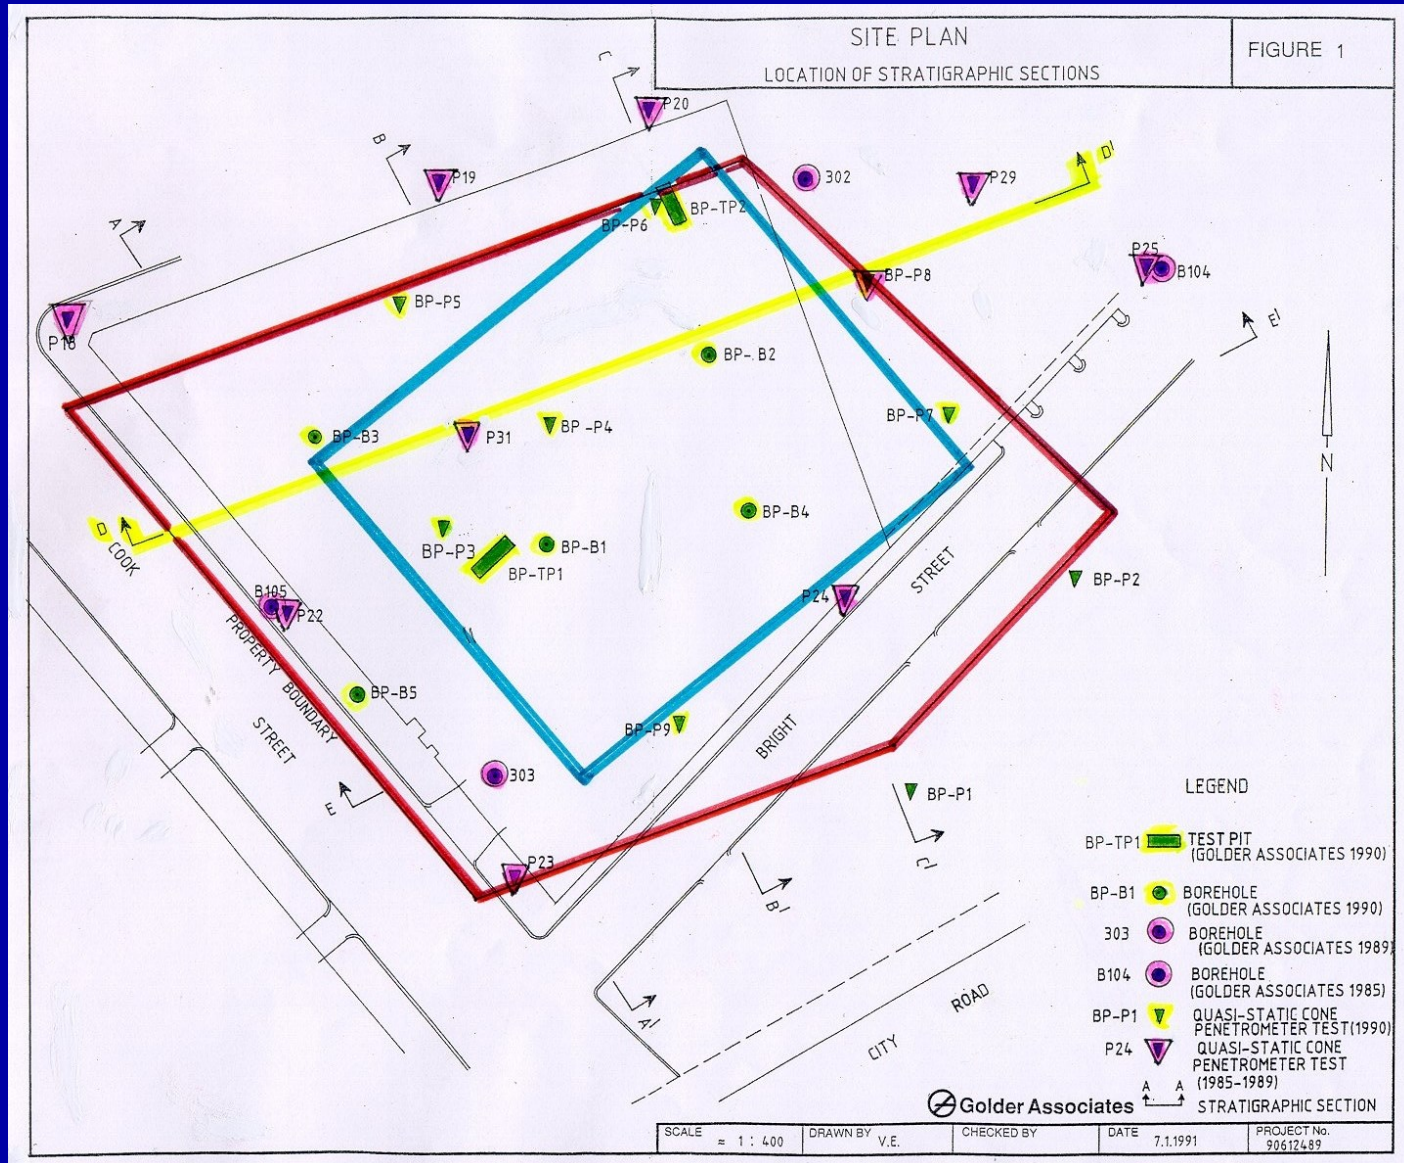 SITE PLAN
LOCATION OF STRATIGRAPHIC SECTIONS
FIGURE 1
C
P20
B
P19
302
P29
D'
A
BP-P6
BP-TP2
P25
B104
BP-P8
BP-P5
P18
E'
BP-.B2
BP-P7
BP-B3
P31
BP-P4
N
D
COOK
BP-P3
BP-B1
BP-B4
BP-TP1
STREET
BP-P2
B105
P22
P24
PROPERTY BOUNDARY
BP-B5
STREET
BP-P9
BRIGHT
303
E
BP-P1
P23
C'
B'
A'
CITY ROAD
LEGEND
BP-TP1 TEST PIT
(GOLDER ASSOCIATES 1990)
BP-B1 BOREHOLE
(GOLDER ASSOCIATES 1990)
303 BOREHOLE
(GOLDER ASSOCIATES 1989)
B104 BOREHOLE
(GOLDER ASSOCIATES 1985)
BP-P1 QUASI-STATIC CONE
PENETROMETER TEST(1990)
P24 QUASI-STATIC CONE
PENETROMETER TEST
(1985-1989)
A A STRATIGRAPHIC SECTION
Golder Associates
SCALE ≈ 1 : 400
DRAWN BY V.E.
CHECKED BY
DATE 7.1.1991
PROJECT No. 90612489